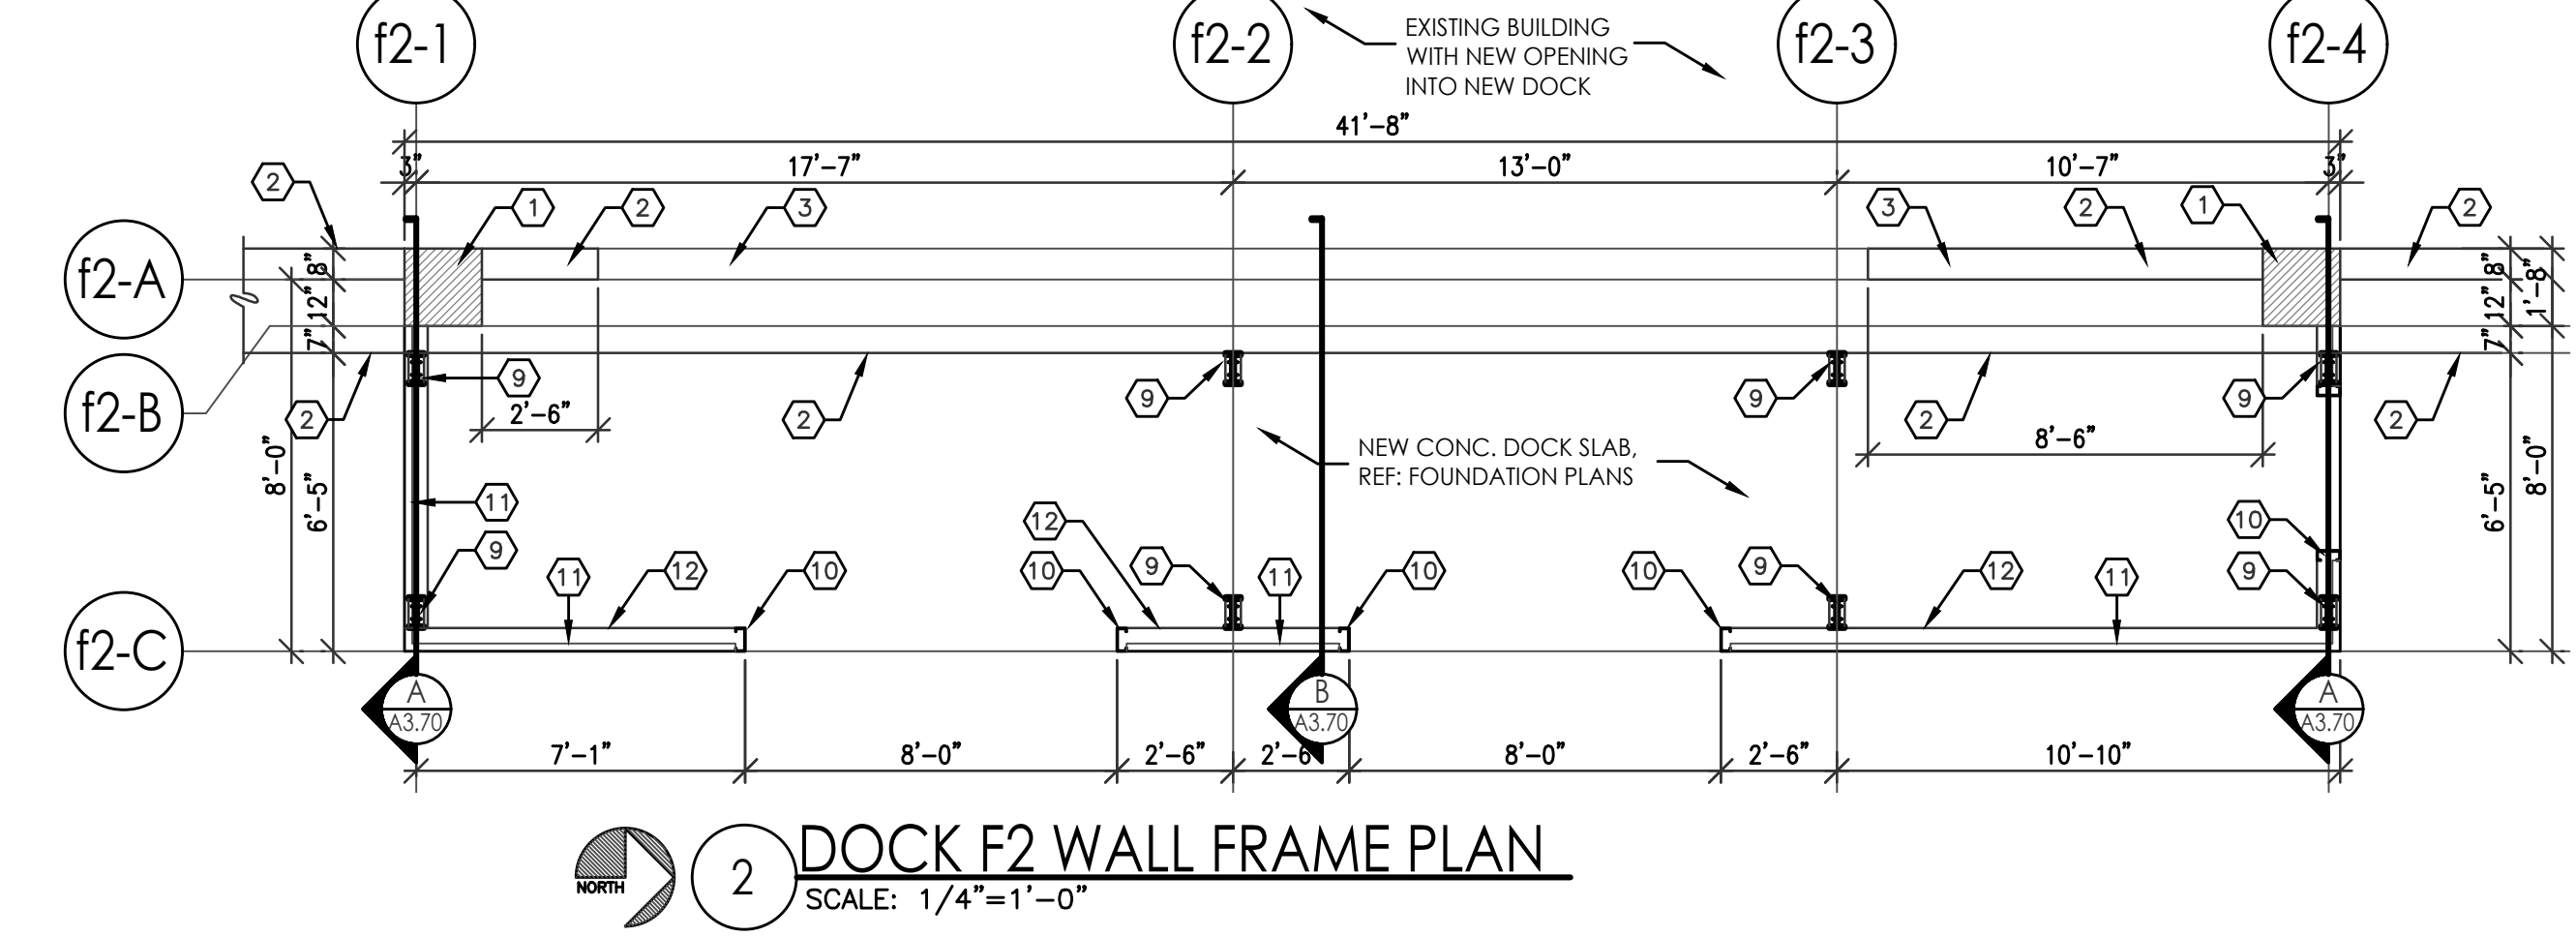 f2-1
f2-2
EXISTING BUILDING
WITH NEW OPENING
INTO NEW DOCK
f2-3
f2-4
41'-8"
3"
17'-7"
13'-0"
10'-7"
3"
2
1
2
3
3
2
1
2
f2-A
8"
12"
7"
8"
12"
7"
1'-8"
f2-B
9
9
9
9
2
2'-6"
2
2
2
8'-6"
NEW CONC. DOCK SLAB,
REF: FOUNDATION PLANS
8'-0"
6'-5"
6'-5"
8'-0"
11
12
10
9
9
9
9
11
12
10
10
11
10
10
12
11
f2-C
A
A3.70
B
A3.70
A
A3.70
7'-1"
8'-0"
2'-6"
2'-6
8'-0"
2'-6"
10'-10"
NORTH
2
DOCK F2 WALL FRAME PLAN
SCALE: 1/4"=1'-0"